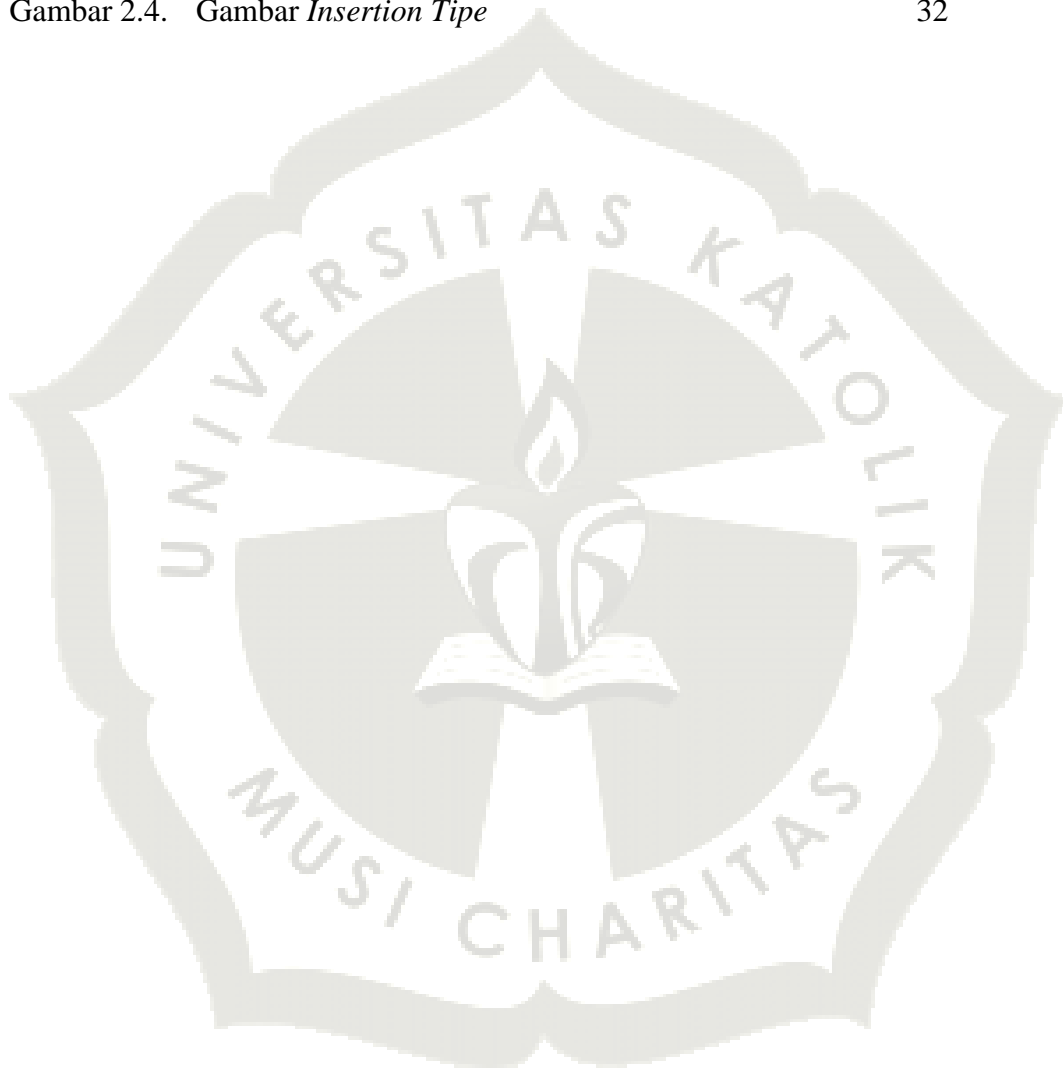 Gambar 2.4. Gambar Insertion Tipe 32
UNIVERSITAS KATOLIK
MUSI CHARITAS